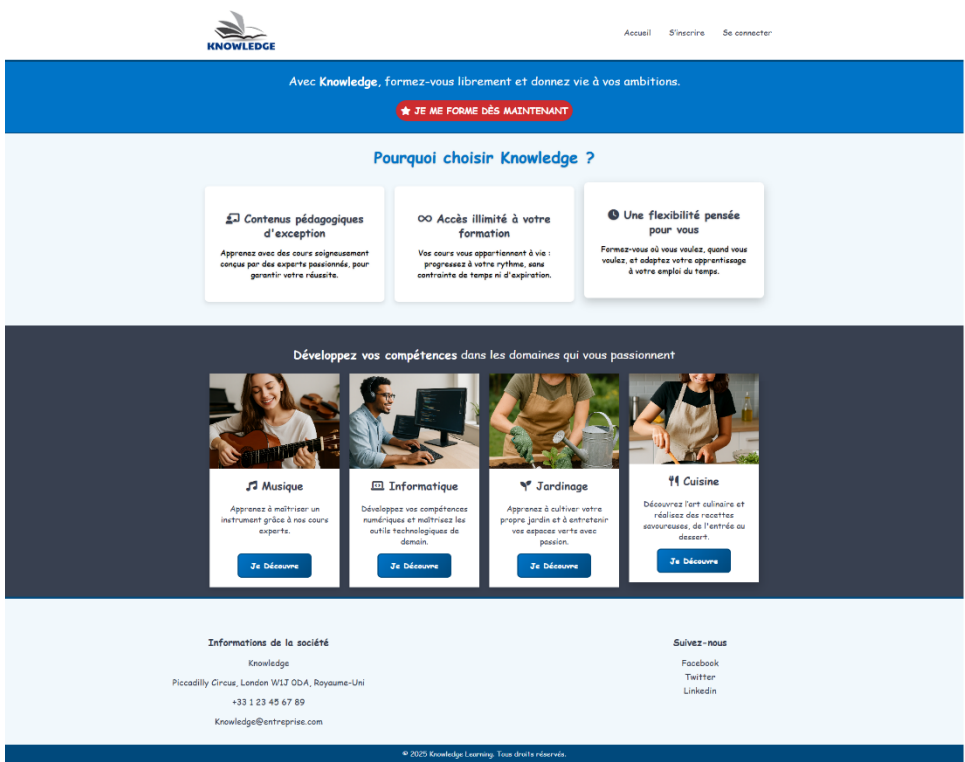 KNOWLEDGE
Accueil S'inscrire Se connecter
Avec Knowledge, formez-vous librement et donnez vie à vos ambitions.
JE ME FORME DÈS MAINTENANT
Pourquoi choisir Knowledge ?
Contenus pédagogiques
d'exception
Apprenez avec des cours soigneusement
conçus par des experts passionnés, pour
garantir votre réussite.
Accès illimité à votre
formation
Vos cours vous appartiennent à vie :
progressez à votre rythme, sans
contrainte de temps ni d'expiration.
Une flexibilité pensée
pour vous
Formez-vous où vous voulez, quand vous
voulez, et adaptez votre apprentissage
à votre emploi du temps.
Développez vos compétences dans les domaines qui vous passionnent
Musique
Apprenez à maîtriser un
instrument grâce à nos cours
experts.
Je Découvre
Informatique
Développez vos compétences
numériques et maîtrisez les
outils technologiques de
demain.
Je Découvre
Jardinage
Apprenez à cultiver votre
propre jardin et à entretenir
vos espaces verts avec
passion.
Je Découvre
Cuisine
Découvrez l'art culinaire et
réalisez des recettes
savoureuses, de l'entrée au
dessert.
Je Découvre
Informations de la société
Knowledge
Piccadilly Circus, London W1J 0DA, Royaume-Uni
+33 1 23 45 67 89
Knowledge@entreprise.com
Suivez-nous
Facebook
Twitter
Linkedin
© 2025 Knowledge Learning. Tous droits réservés.